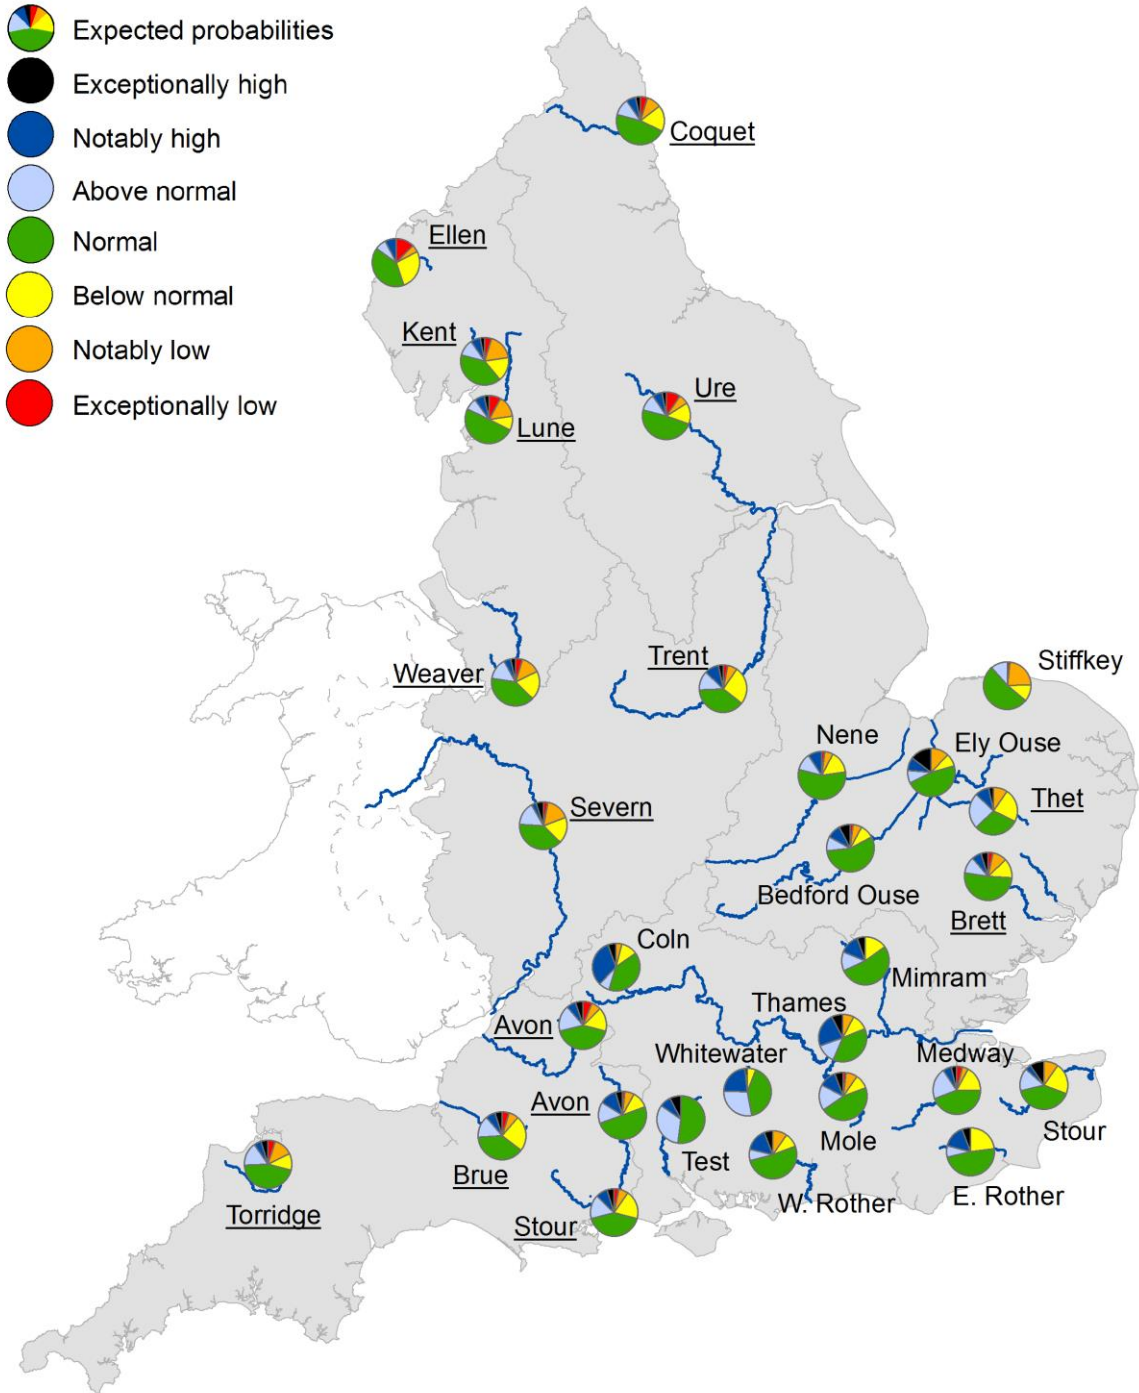 Expected probabilities
Exceptionally high
Notably high
Above normal
Normal
Below normal
Notably low
Exceptionally low
Coquet
Ellen
Kent
Ure
Lune
Weaver
Trent
Stiffkey
Nene
Ely Ouse
Thet
Severn
Bedford Ouse
Brett
Coln
Mimram
Thames
Avon
Whitewater
Medway
Avon
Stour
Mole
Test
Brue
E. Rother
W. Rother
Torridge
Stour